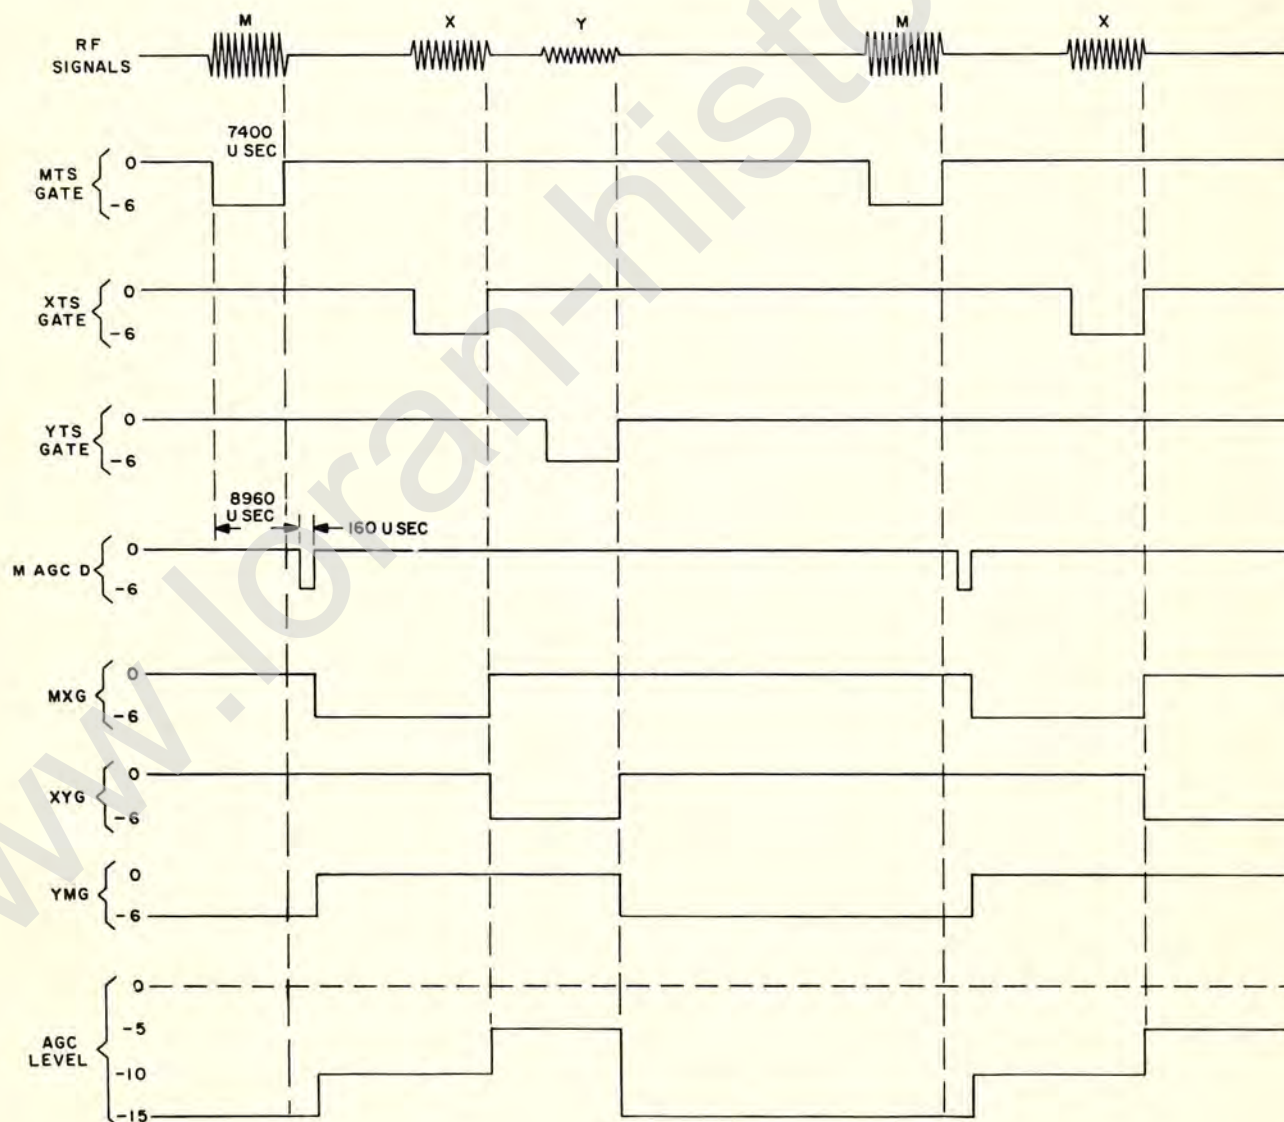 M X Y M X
RF
SIGNALS
7400
U SEC
MTS
GATE
0
-6
XTS
GATE
0
-6
YTS
GATE
0
-6
8960
U SEC
160 U SEC
M AGC D
0
-6
MXG
0
-6
XYG
0
-6
YMG
0
-6
AGC
LEVEL
0
-5
-10
-15
www.loran-histo